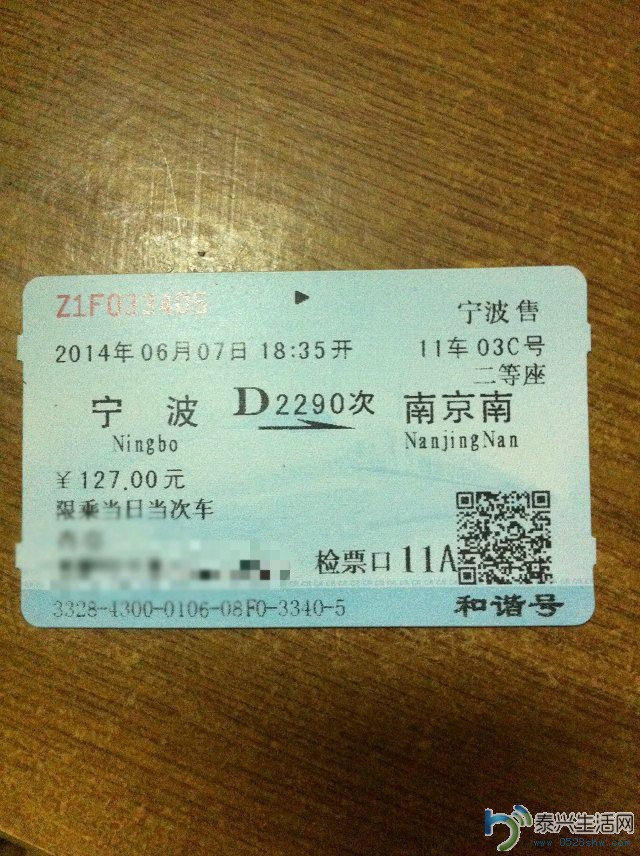 Z1F033405
宁波售
2014年06月07日 18:35开
11车 03C号
二等座
宁 波 D2290次 南京南
Ningbo NanjingNan
￥127.00元
限乘当日当次车
检票口 11A
3328-4300-0106-08F0-3340-5
和谐号
泰兴生活网